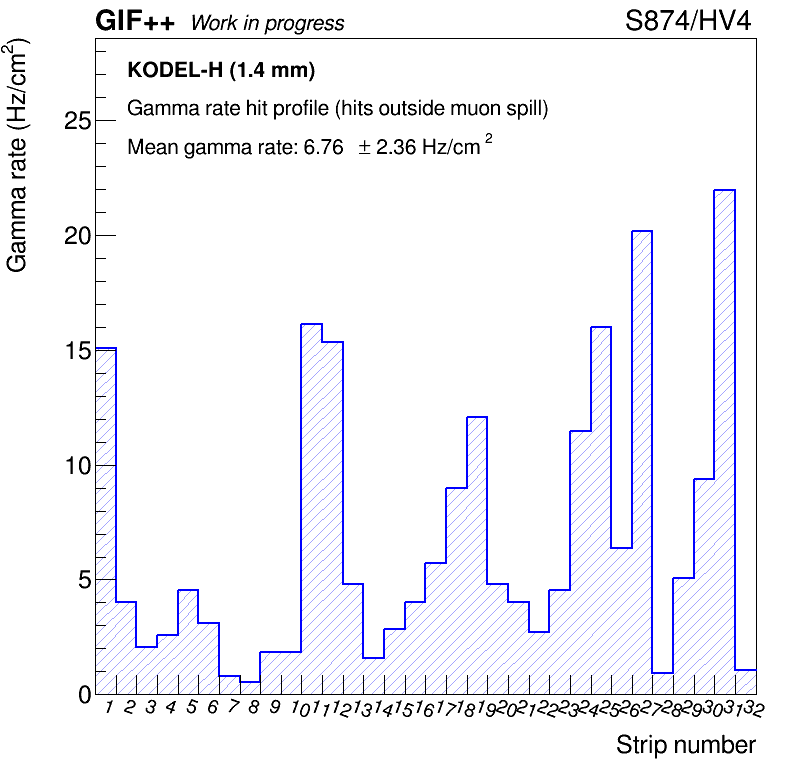 GIF++ Work in progress S874/HV4
Gamma rate (Hz/cm²)
KODEL-H (1.4 mm)
Gamma rate hit profile (hits outside muon spill)
Mean gamma rate: 6.76 ± 2.36 Hz/cm²
25
20
15
10
5
0
1 2 3 4 5 6 7 8 9 10 11 12 13 14 15 16 17 18 19 20 21 22 23 24 25 26 27 28 29 30 31 32
Strip number